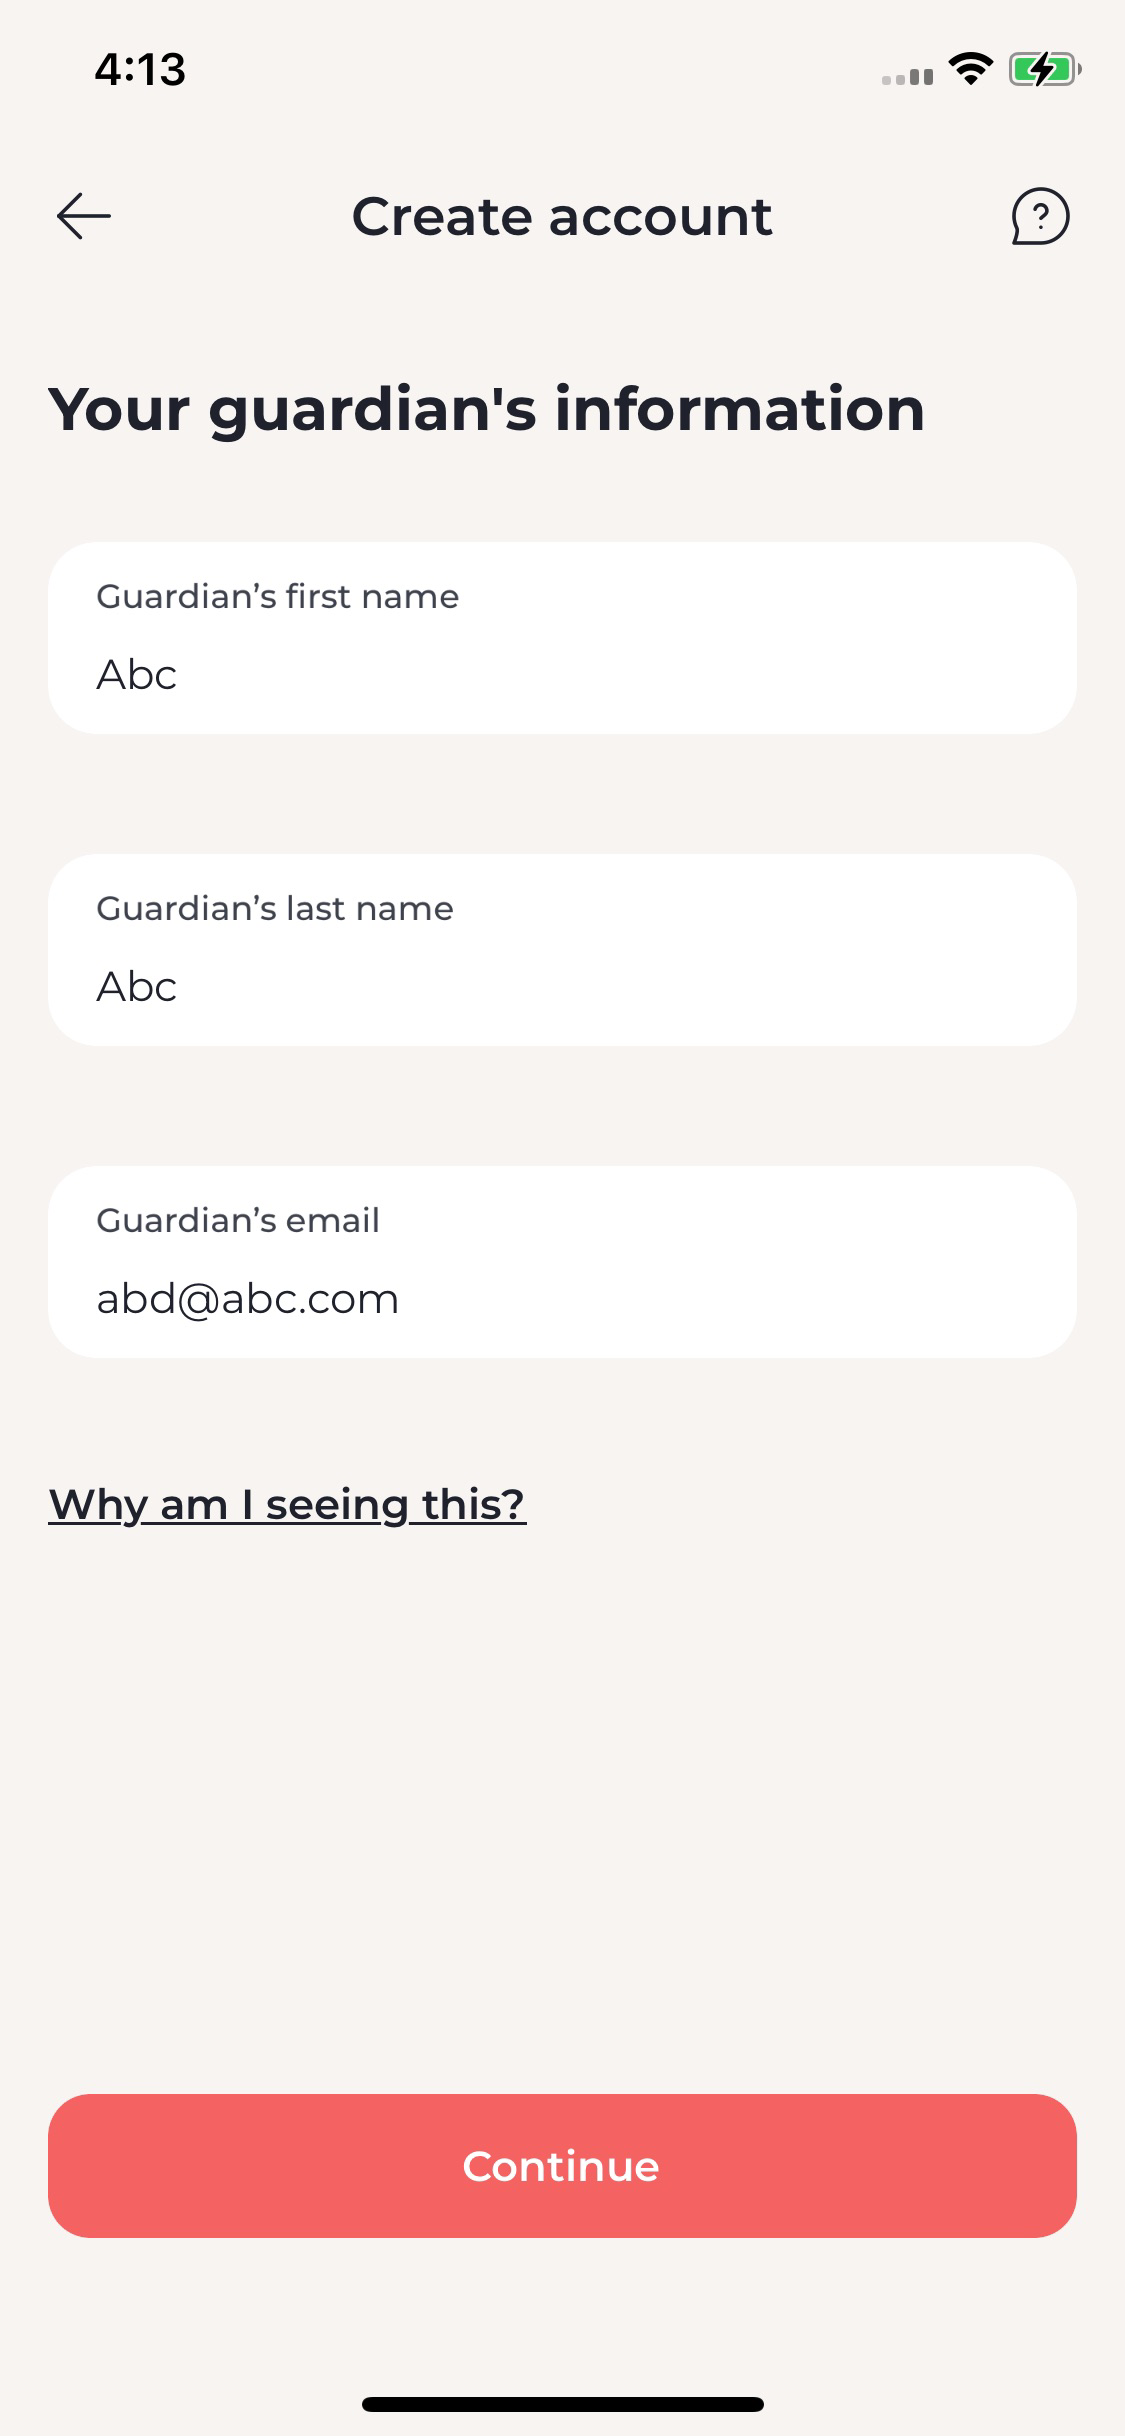 4:13
Create account
Your guardian's information
Guardian’s first name
Abc
Guardian’s last name
Abc
Guardian’s email
abd@abc.com
Why am I seeing this?
Continue